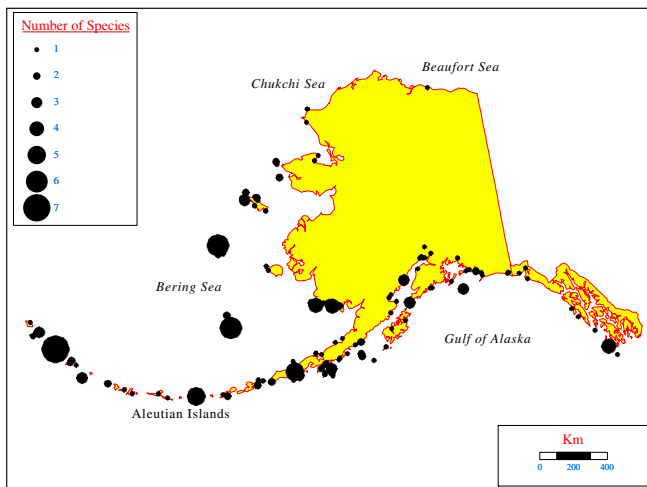 Number of Species
1
2
3
4
5
6
7
Beaufort Sea
Chukchi Sea
Bering Sea
Gulf of Alaska
Aleutian Islands
Km
0 200 400